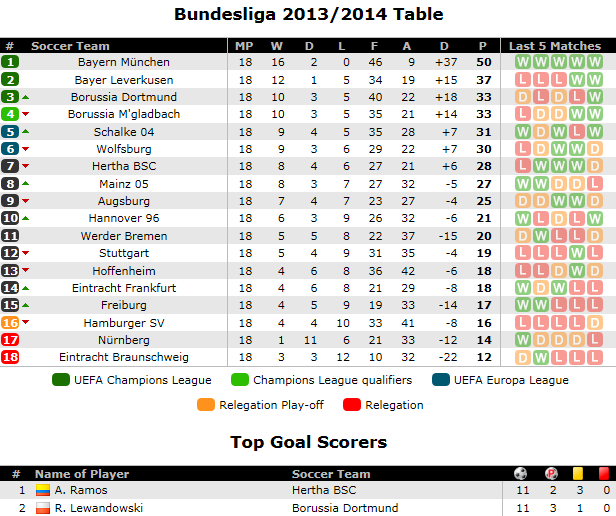 Bundesliga 2013/2014 Table
# Soccer Team MP W D L F A D P Last 5 Matches
1 Bayern München 18 16 2 0 46 9 +37 50 W W W W W
2 Bayer Leverkusen 18 12 1 5 34 19 +15 37 L L L W W
3 Borussia Dortmund 18 10 3 5 40 22 +18 33 D L D L W
4 Borussia M'gladbach 18 10 3 5 35 21 +14 33 L D D W W
5 Schalke 04 18 9 4 5 35 28 +7 31 W D W L W
6 Wolfsburg 18 9 3 6 29 22 +7 30 L D W W D
7 Hertha BSC 18 8 4 6 27 21 +6 28 L W W W D
8 Mainz 05 18 8 3 7 27 32 -5 27 W W D D L
9 Augsburg 18 7 4 7 23 27 -4 25 D D W W D
10 Hannover 96 18 6 3 9 26 32 -6 21 W L D L W
11 Werder Bremen 18 5 5 8 22 37 -15 20 D W L L D
12 Stuttgart 18 5 4 9 31 35 -4 19 L L L W L
13 Hoffenheim 18 4 6 8 36 42 -6 18 L L D W D
14 Eintracht Frankfurt 18 4 6 8 21 29 -8 18 W D W L L
15 Freiburg 18 4 5 9 19 33 -14 17 W W L L D
16 Hamburger SV 18 4 4 10 33 41 -8 16 L L L L D
17 Nürnberg 18 1 11 6 21 33 -12 14 W D D D L
18 Eintracht Braunschweig 18 3 3 12 10 32 -22 12 D W L L L
UEFA Champions League Champions League qualifiers UEFA Europa League
Relegation Play-off Relegation
Top Goal Scorers
# Name of Player Soccer Team P
1 A. Ramos Hertha BSC 11 2 3 0
2 R. Lewandowski Borussia Dortmund 11 3 1 0